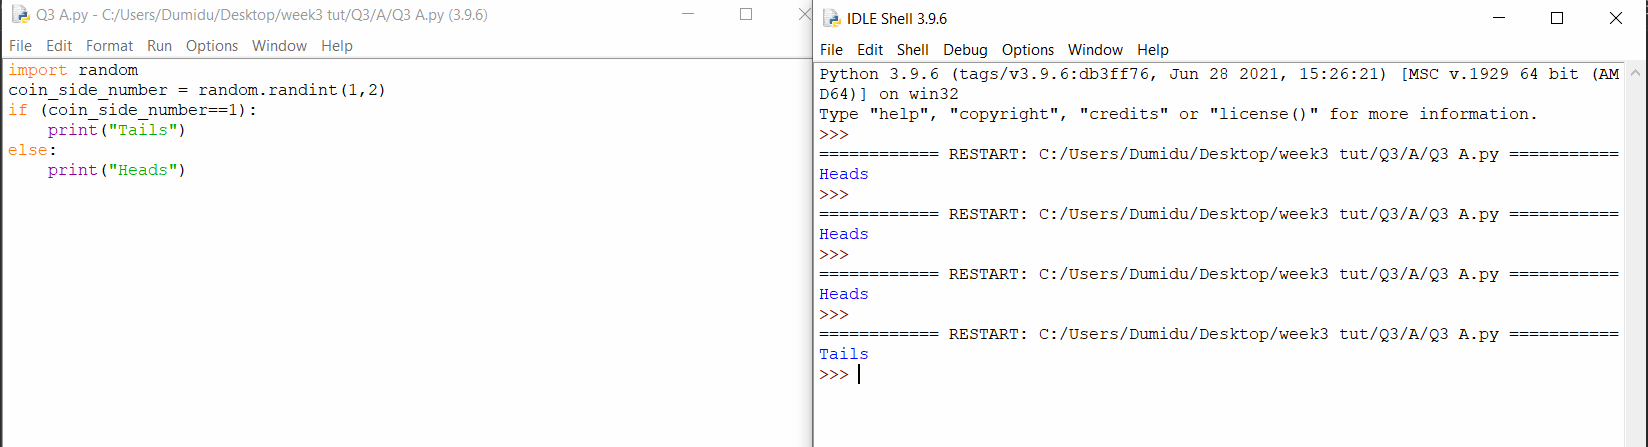 Q3 A.py - C:/Users/Dumidu/Desktop/week3 tut/Q3/A/Q3 A.py (3.9.6)
File Edit Format Run Options Window Help
import random
coin_side_number = random.randint(1,2)
if (coin_side_number==1):
    print("Tails")
else:
    print("Heads")
IDLE Shell 3.9.6
File Edit Shell Debug Options Window Help
Python 3.9.6 (tags/v3.9.6:db3ff76, Jun 28 2021, 15:26:21) [MSC v.1929 64 bit (AM
D64)] on win32
Type "help", "copyright", "credits" or "license()" for more information.
>>>
============ RESTART: C:/Users/Dumidu/Desktop/week3 tut/Q3/A/Q3 A.py ===========
Heads
>>>
============ RESTART: C:/Users/Dumidu/Desktop/week3 tut/Q3/A/Q3 A.py ===========
Heads
>>>
============ RESTART: C:/Users/Dumidu/Desktop/week3 tut/Q3/A/Q3 A.py ===========
Heads
>>>
============ RESTART: C:/Users/Dumidu/Desktop/week3 tut/Q3/A/Q3 A.py ===========
Tails
>>>